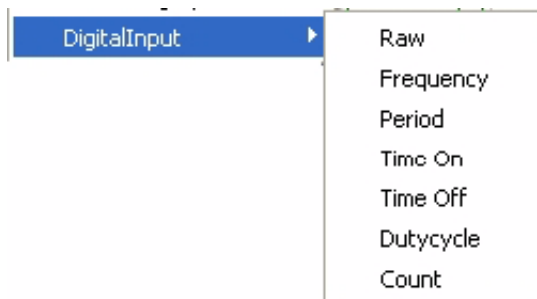 DigitalInput
Raw
Frequency
Period
Time On
Time Off
Dutycycle
Count